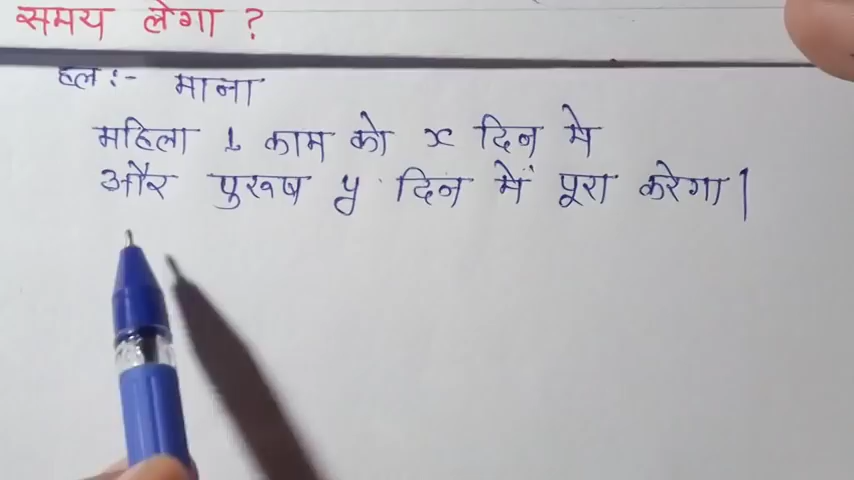 समय लेगा ?
हल :- माना
महिला 1 काम को x दिन मे
और पुरुष y दिन में पूरा करेगा |